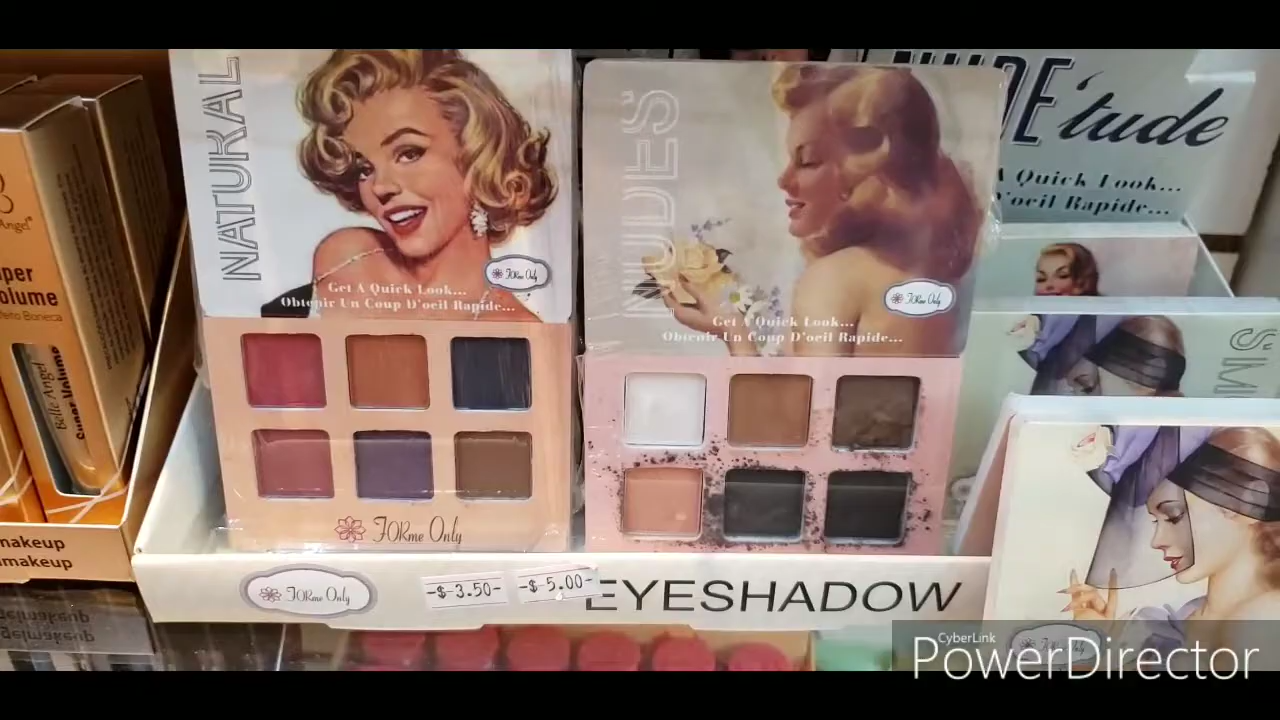 NATURAL
Get A Quick Look...
Obtenir Un Coup D'oeil Rapide...
FORme Only
FORme Only
NUDES
Get A Quick Look...
Obtenir Un Coup D'oeil Rapide...
FORme Only
'tude
A Quick Look...
D'oeil Rapide...
Angel
Volume
Belle Angel
Super Volume
makeup
makeup
FORme Only
-$ 3.50-
-$ 5.00-
EYESHADOW
CyberLink
PowerDirector